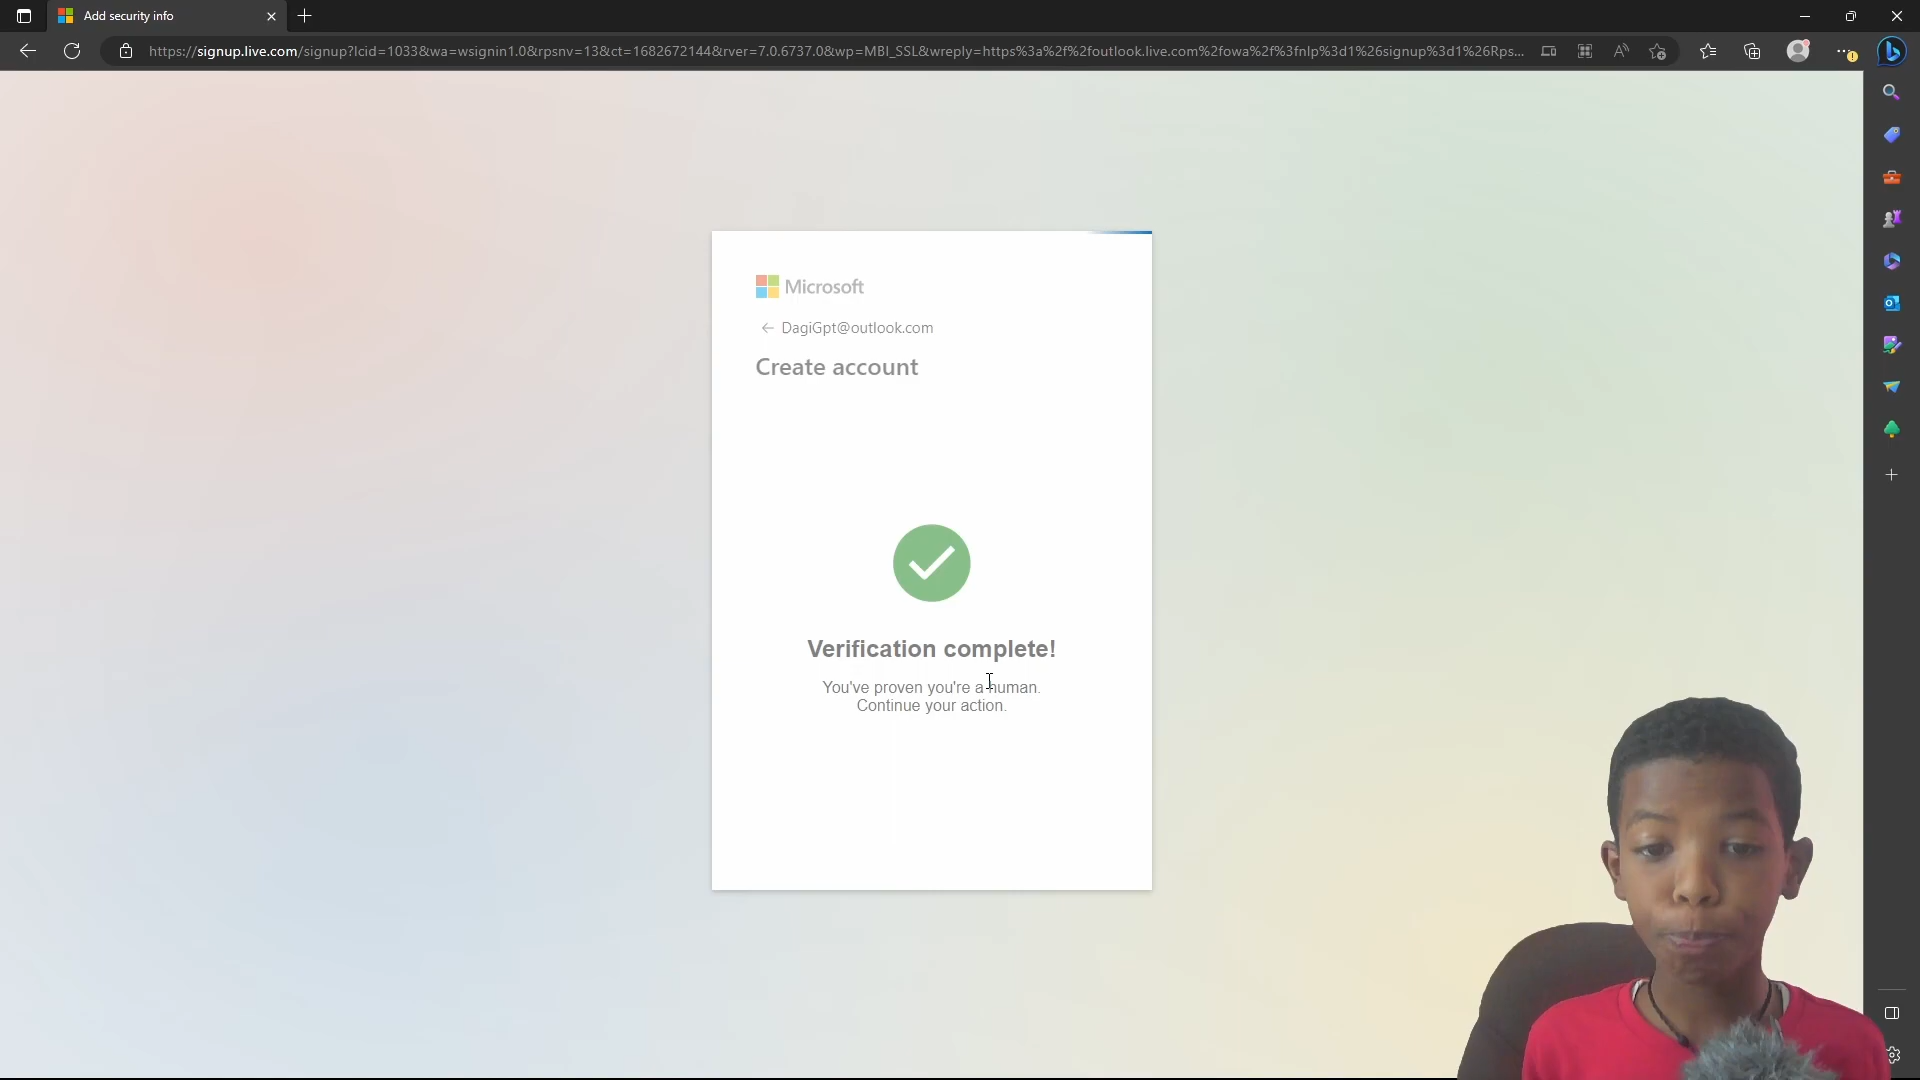 Add security info
https://signup.live.com/signup?lcid=1033&wa=wsignin1.0&rpsnv=13&ct=1682672144&rver=7.0.6737.0&wp=MBI_SSL&wreply=https%3a%2f%2foutlook.live.com%2fowa%2f%3fnlp%3d1%26signup%3d1%26Rps...
Microsoft
← DagiGpt@outlook.com
Create account
Verification complete!
You've proven you're a human.
Continue your action.